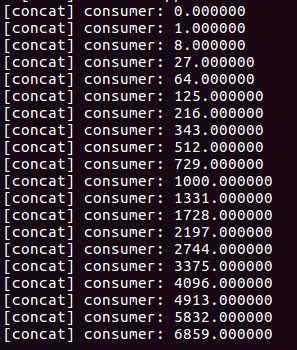 [concat] consumer: 0.000000
[concat] consumer: 1.000000
[concat] consumer: 8.000000
[concat] consumer: 27.000000
[concat] consumer: 64.000000
[concat] consumer: 125.000000
[concat] consumer: 216.000000
[concat] consumer: 343.000000
[concat] consumer: 512.000000
[concat] consumer: 729.000000
[concat] consumer: 1000.000000
[concat] consumer: 1331.000000
[concat] consumer: 1728.000000
[concat] consumer: 2197.000000
[concat] consumer: 2744.000000
[concat] consumer: 3375.000000
[concat] consumer: 4096.000000
[concat] consumer: 4913.000000
[concat] consumer: 5832.000000
[concat] consumer: 6859.000000